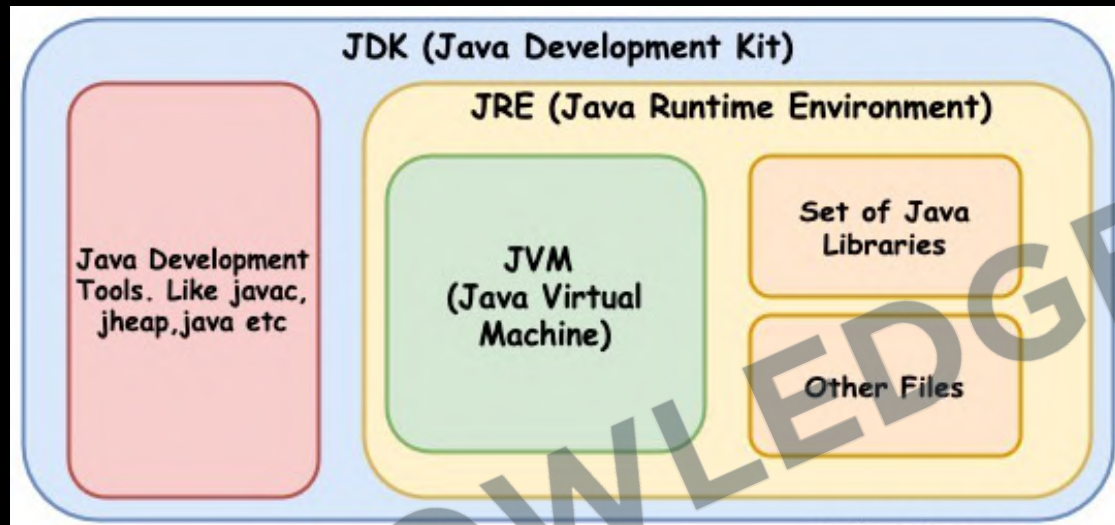 JDK (Java Development Kit)
JRE (Java Runtime Environment)
Java Development
Tools. Like javac,
jheap,java etc
JVM
(Java Virtual
Machine)
Set of Java
Libraries
Other Files